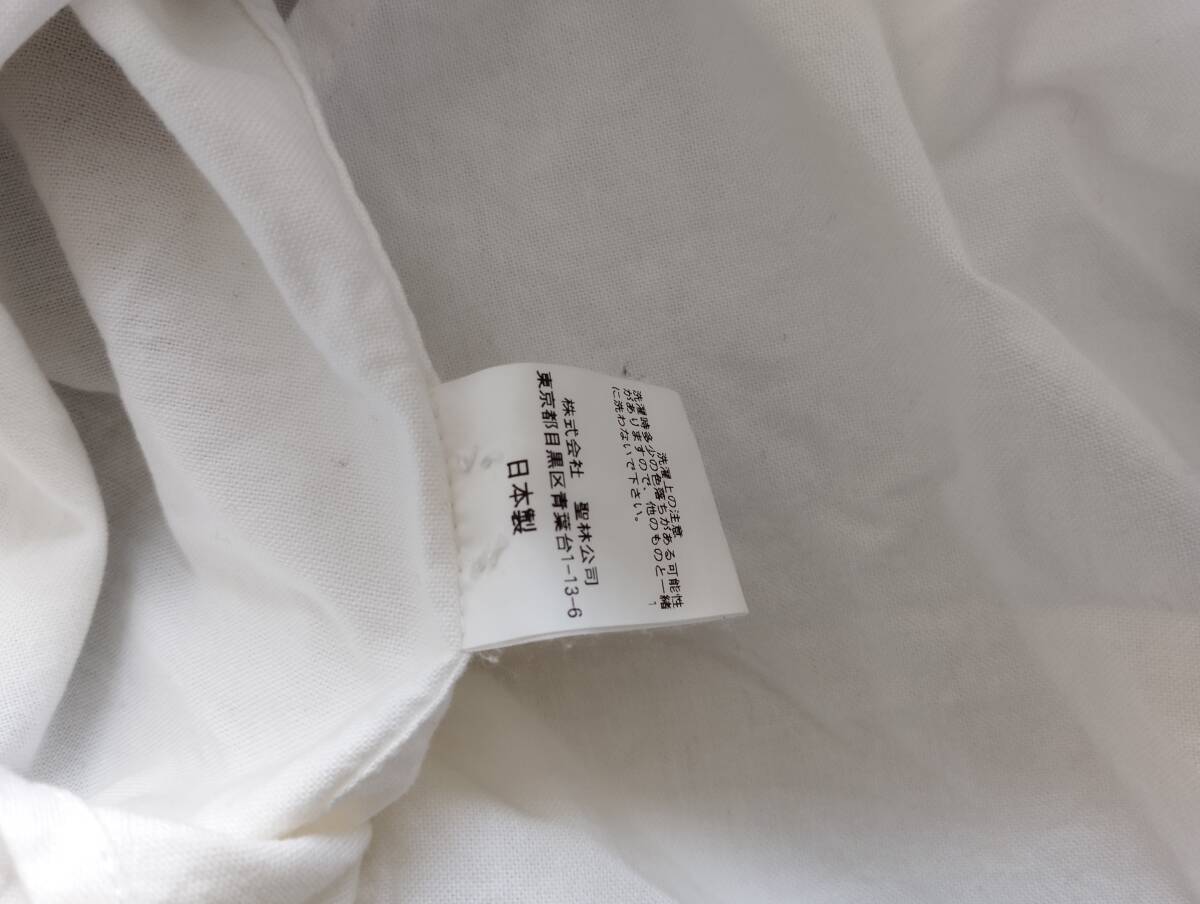 洗濯上の注意
洗濯時多少の色落ちがある可能性
がありますので、他のものと一緒
に洗わないで下さい。
1
株式会社 聖林公司
東京都目黒区青葉台1-13-6
日本製